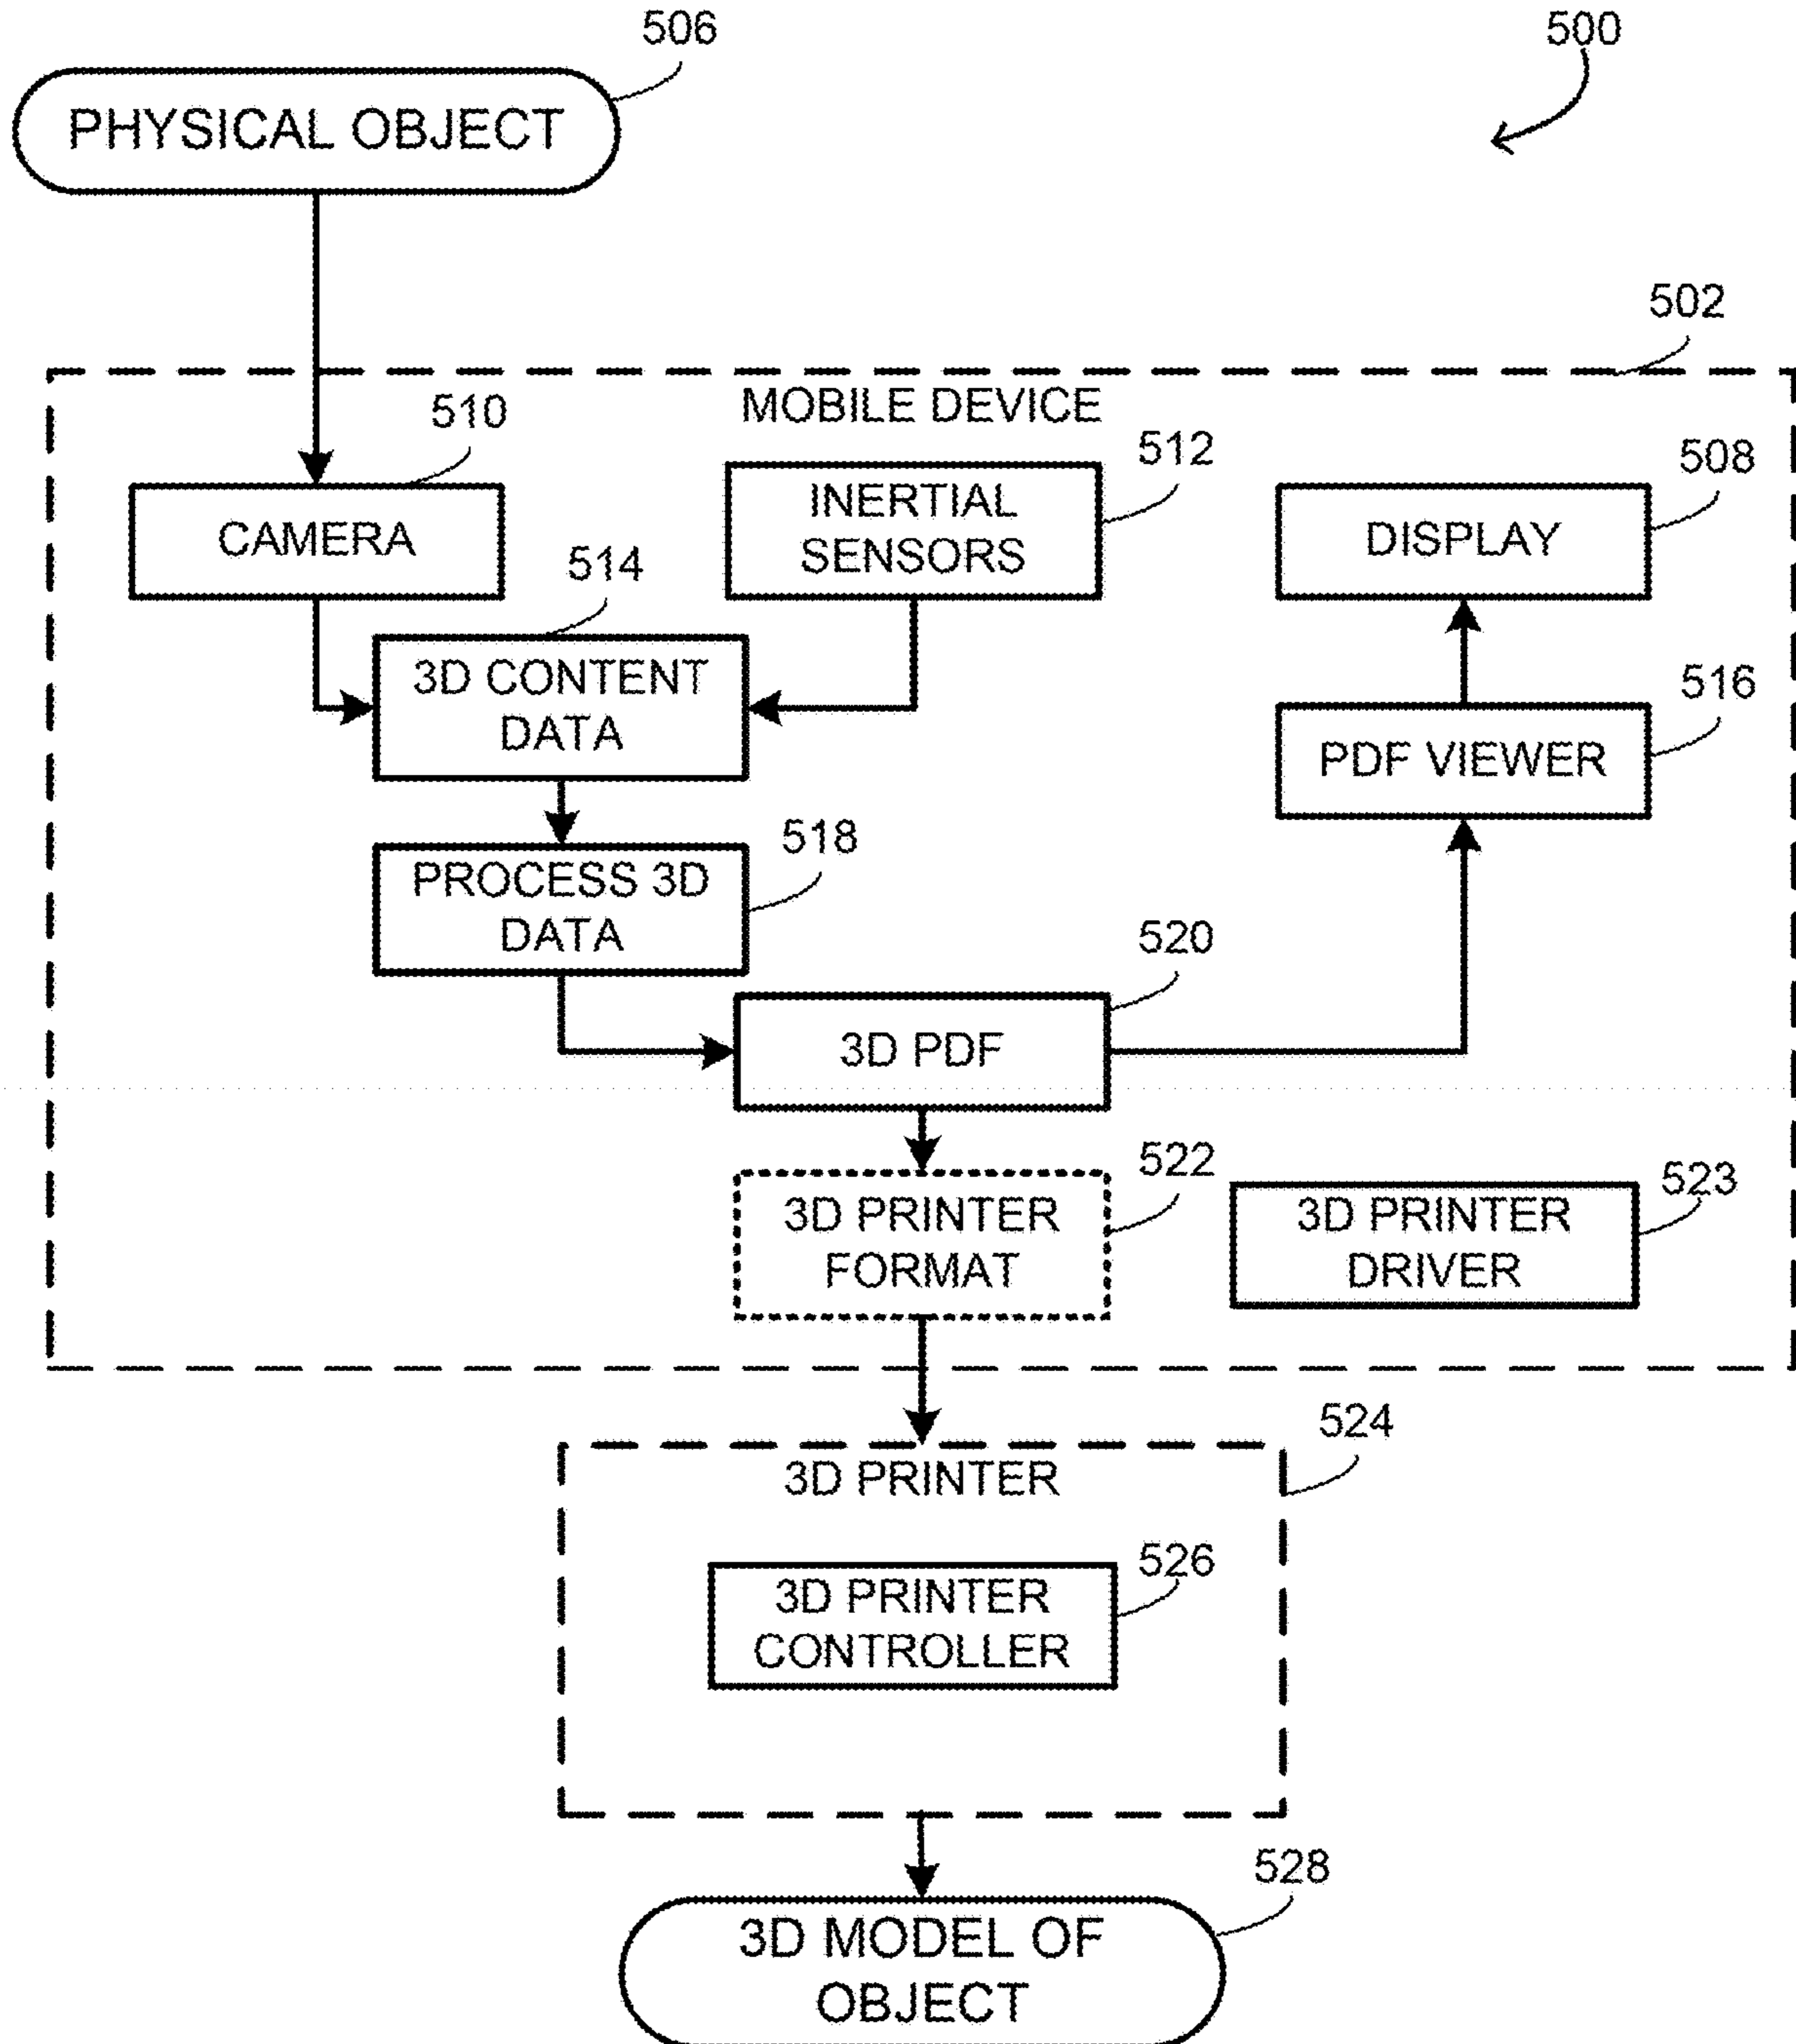 506
500
PHYSICAL OBJECT
502
MOBILE DEVICE
510
512
508
CAMERA
INERTIAL
SENSORS
DISPLAY
514
3D CONTENT
DATA
516
PDF VIEWER
518
PROCESS 3D
DATA
520
3D PDF
522
523
3D PRINTER
FORMAT
3D PRINTER
DRIVER
524
3D PRINTER
526
3D PRINTER
CONTROLLER
528
3D MODEL OF
OBJECT